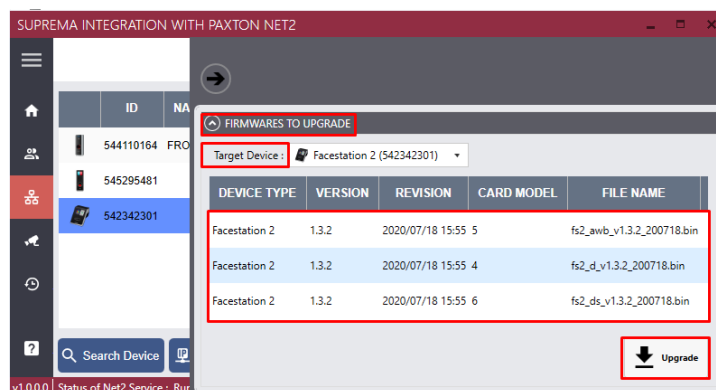 SUPREMA INTEGRATION WITH PAXTON NET2
ID NA
544110164 FRO
545295481
542342301
FIRMWARES TO UPGRADE
Target Device : Facestation 2 (542342301)
DEVICE TYPE VERSION REVISION CARD MODEL FILE NAME
Facestation 2 1.3.2 2020/07/18 15:55 5 fs2_awb_v1.3.2_200718.bin
Facestation 2 1.3.2 2020/07/18 15:55 4 fs2_d_v1.3.2_200718.bin
Facestation 2 1.3.2 2020/07/18 15:55 6 fs2_ds_v1.3.2_200718.bin
Search Device
Upgrade
v1.0.0.0 Status of Net2 Service : Rur